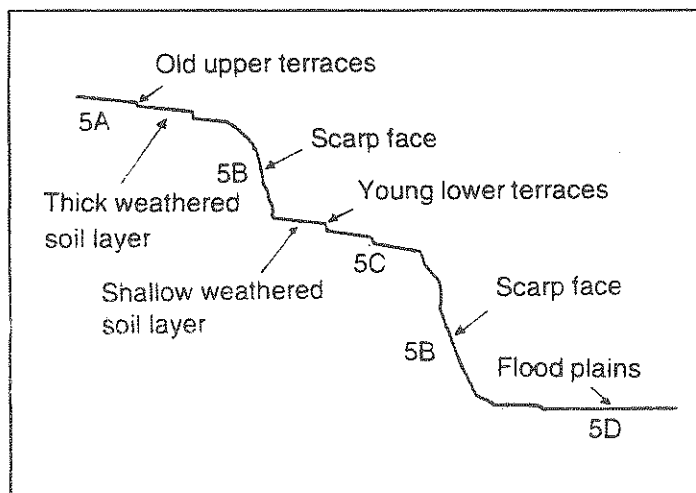 Old upper terraces
5A
Scarp face
5B
Thick weathered
soil layer
Young lower terraces
5C
Shallow weathered
soil layer
Scarp face
5B
Flood plains
5D